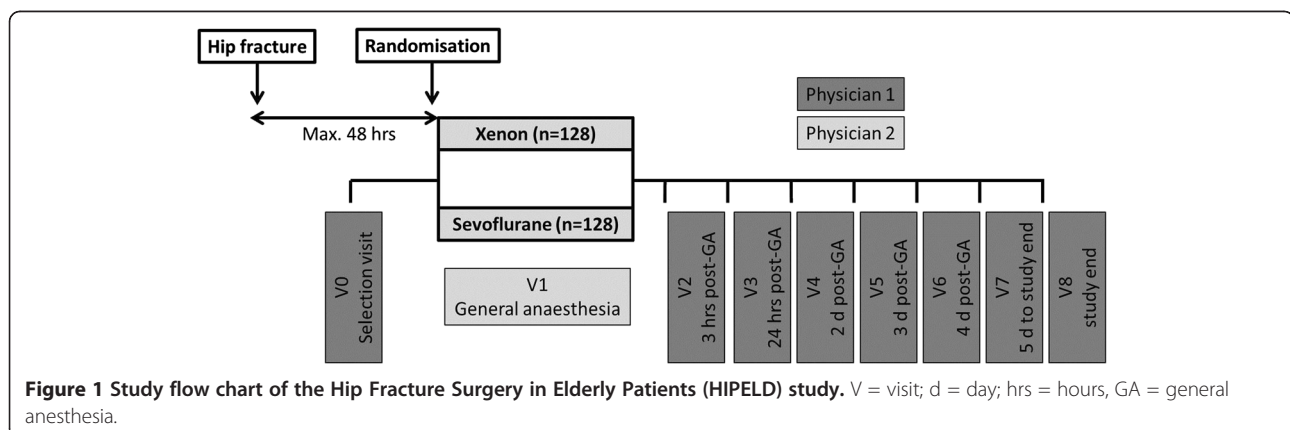 Hip fracture
Randomisation
Max. 48 hrs
Physician 1
Physician 2
Xenon (n=128)
Sevoflurane (n=128)
V0
Selection visit
V1
General anaesthesia
V2
3 hrs post-GA
V3
24 hrs post-GA
V4
2 d post-GA
V5
3 d post-GA
V6
4 d post-GA
V7
5 d to study end
V8
study end
Figure 1 Study flow chart of the Hip Fracture Surgery in Elderly Patients (HIPELD) study. V = visit; d = day; hrs = hours, GA = general
anesthesia.